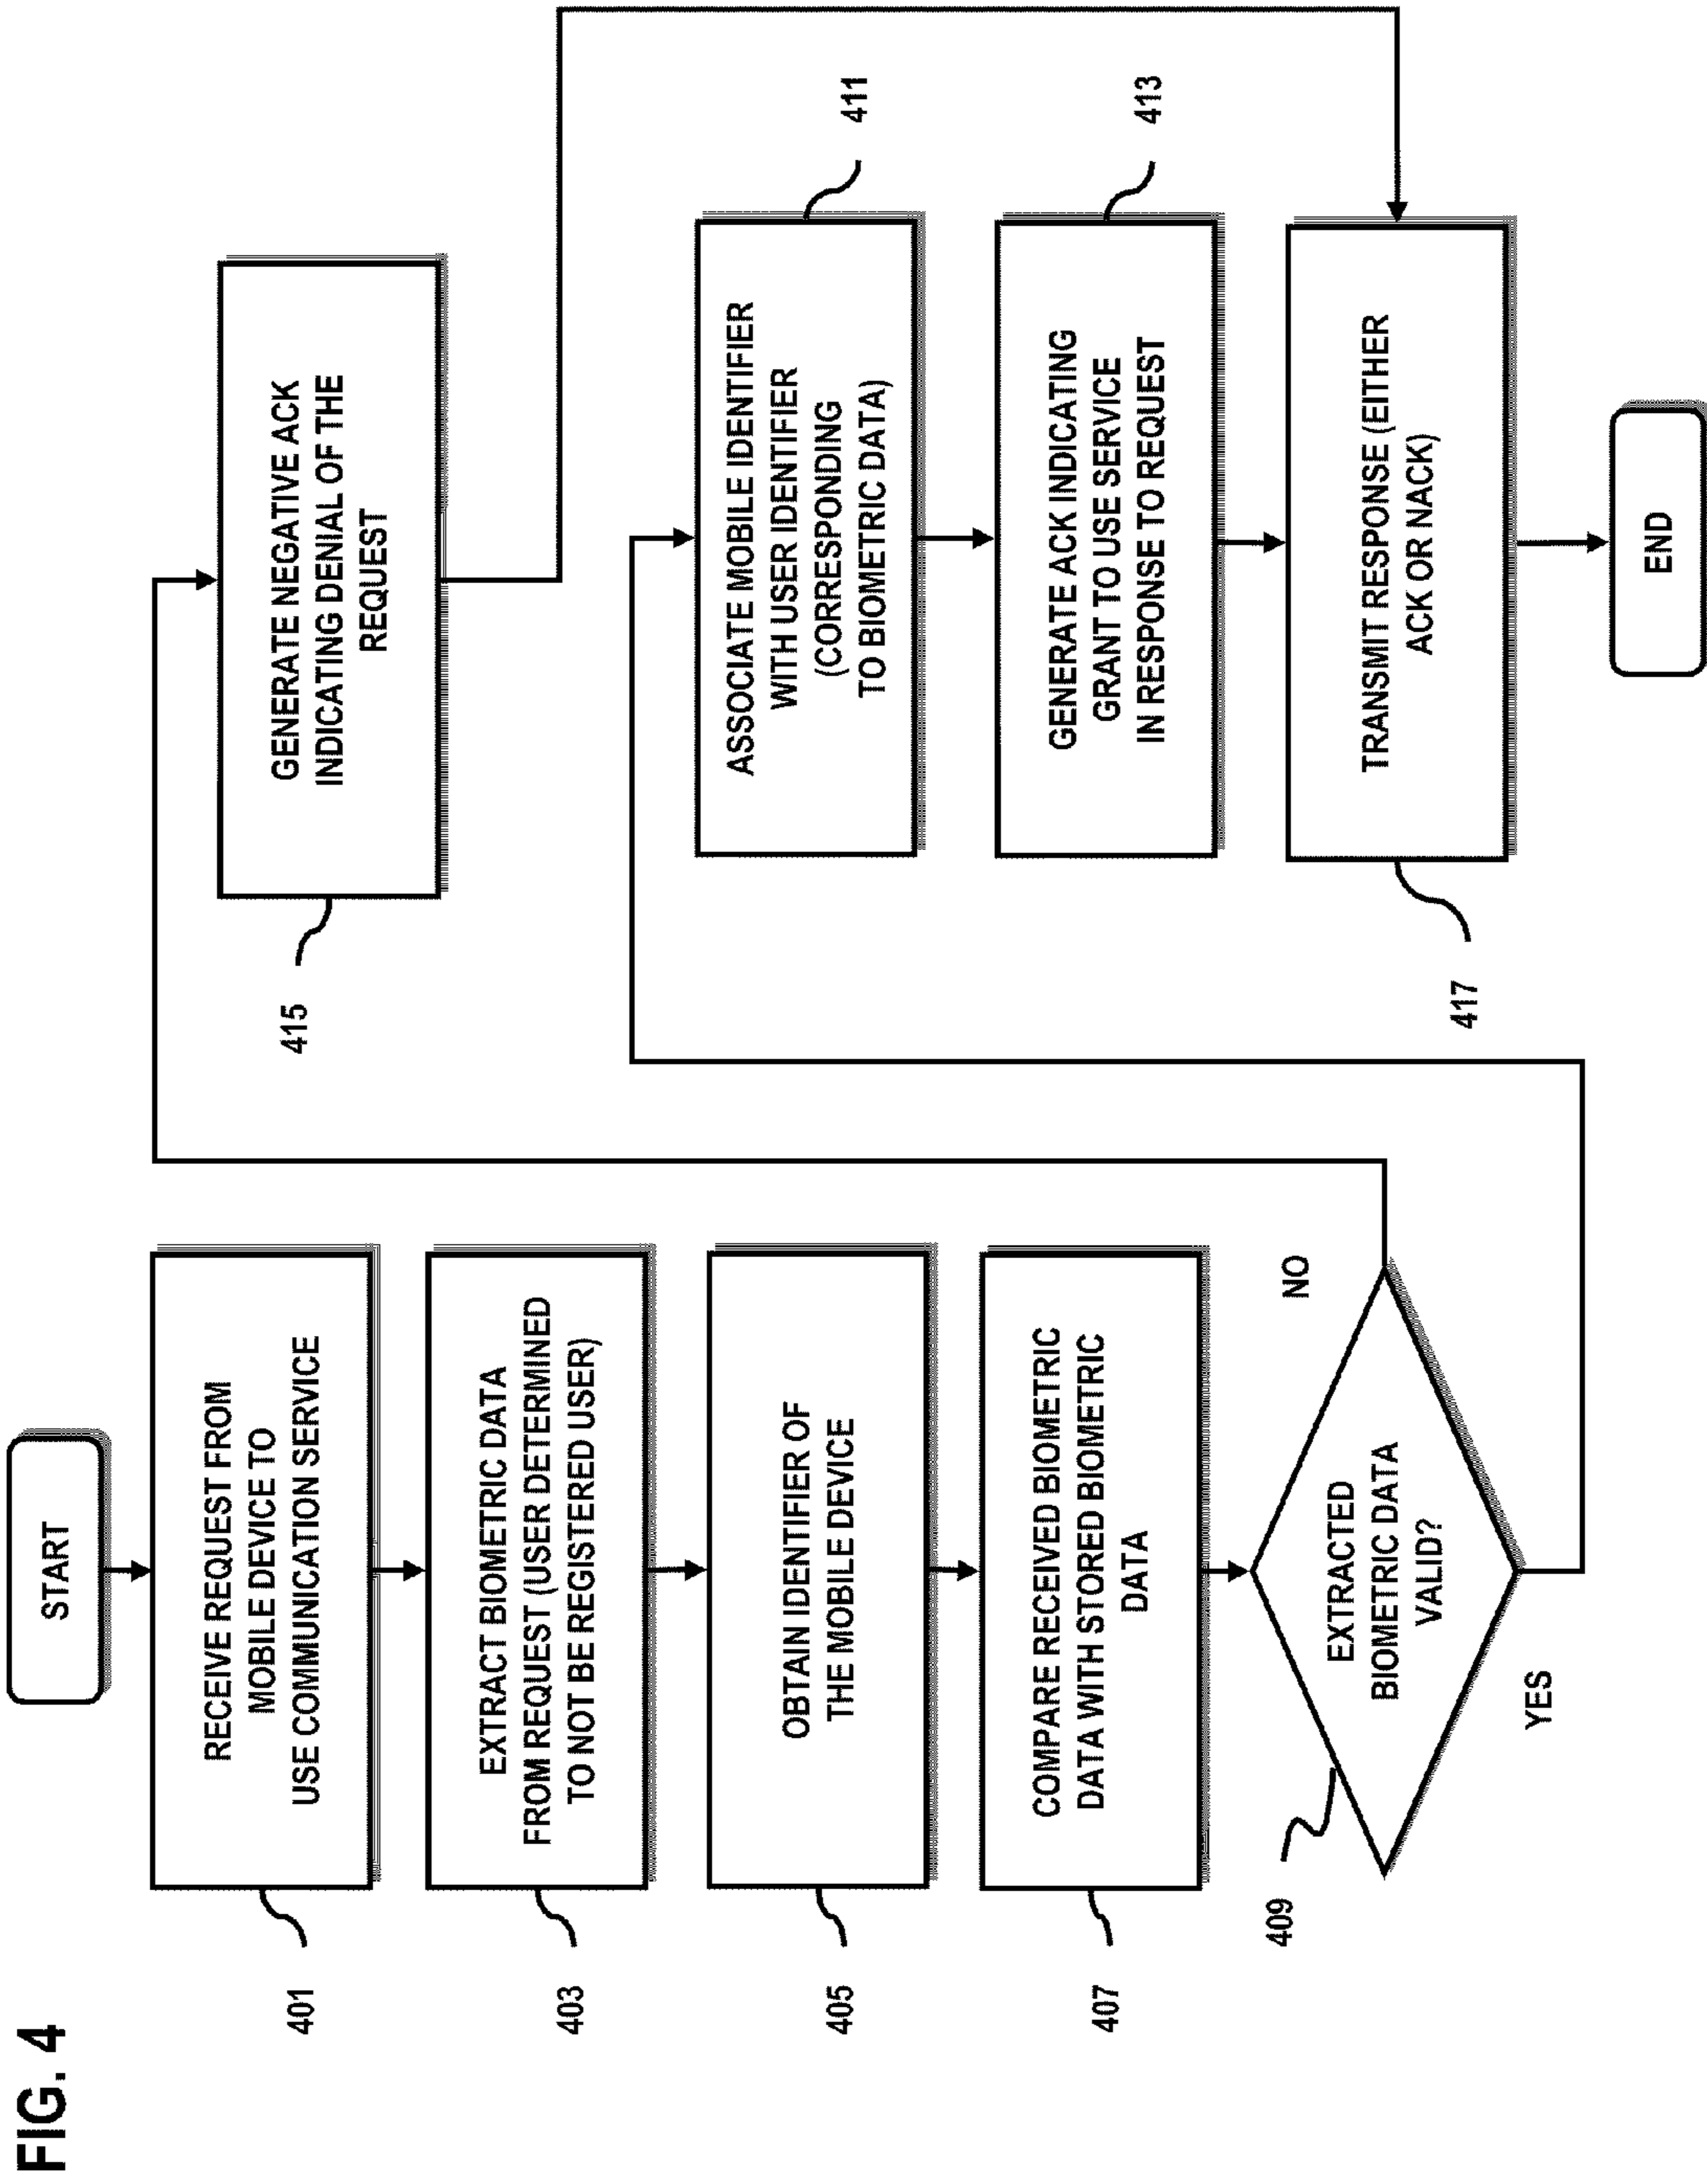 FIG. 4
START
RECEIVE REQUEST FROM
MOBILE DEVICE TO
USE COMMUNICATION SERVICE
401
EXTRACT BIOMETRIC DATA
FROM REQUEST (USER DETERMINED
TO NOT BE REGISTERED USER)
403
OBTAIN IDENTIFIER OF
THE MOBILE DEVICE
405
COMPARE RECEIVED BIOMETRIC
DATA WITH STORED BIOMETRIC
DATA
407
EXTRACTED
BIOMETRIC DATA
VALID?
409
NO
YES
GENERATE NEGATIVE ACK
INDICATING DENIAL OF THE
REQUEST
415
ASSOCIATE MOBILE IDENTIFIER
WITH USER IDENTIFIER
(CORRESPONDING
TO BIOMETRIC DATA)
411
GENERATE ACK INDICATING
GRANT TO USE SERVICE
IN RESPONSE TO REQUEST
413
TRANSMIT RESPONSE (EITHER
ACK OR NACK)
417
END